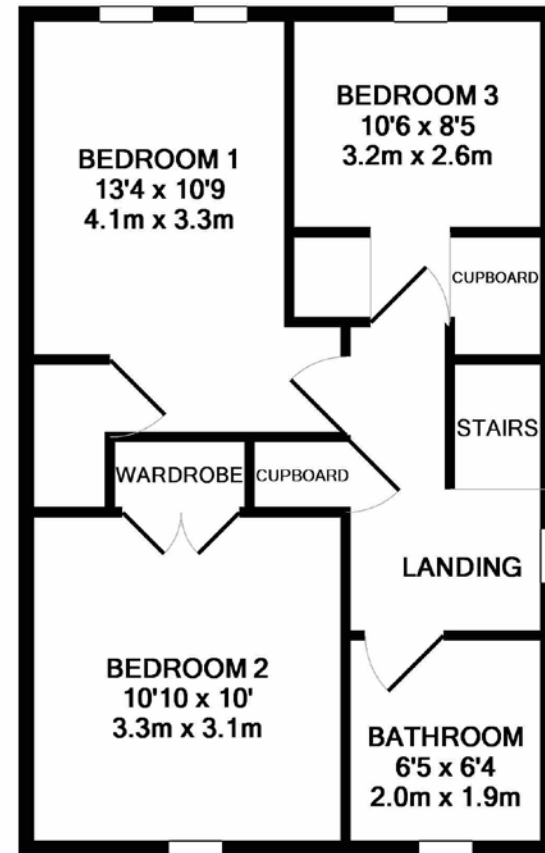 BEDROOM 1
13'4 x 10'9
4.1m x 3.3m
BEDROOM 3
10'6 x 8'5
3.2m x 2.6m
CUPBOARD
STAIRS
WARDROBE
CUPBOARD
LANDING
BEDROOM 2
10'10 x 10'
3.3m x 3.1m
BATHROOM
6'5 x 6'4
2.0m x 1.9m